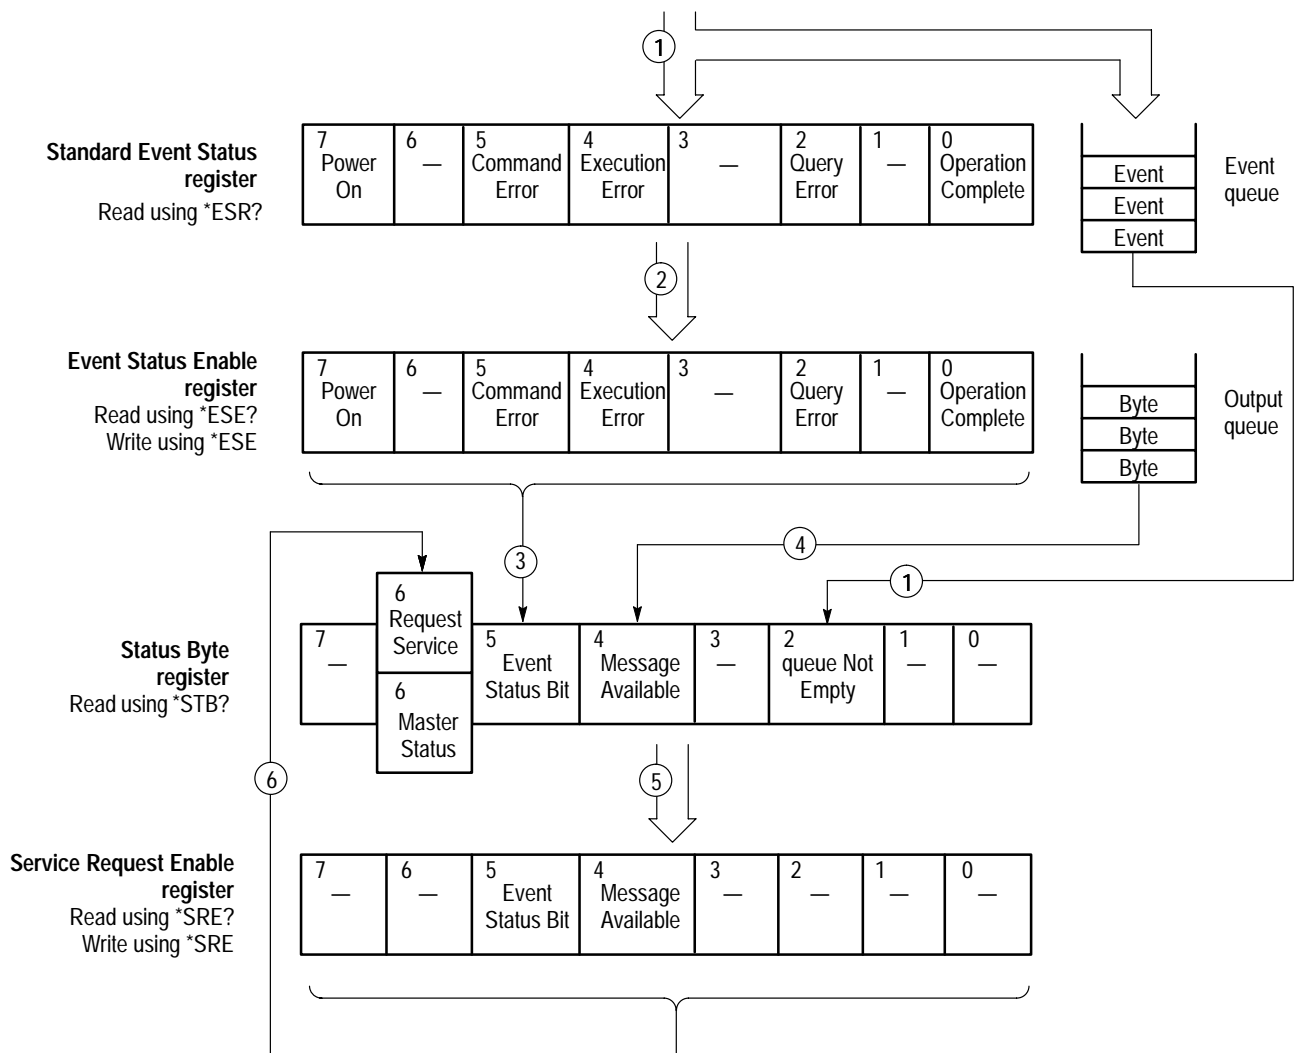 1
Standard Event Status
register
Read using *ESR?
7 6 5 4 3 2 1 0
Power On
—
Command Error
Execution Error
—
Query Error
—
Operation Complete
Event
Event
Event
Event queue
2
Event Status Enable
register
Read using *ESE?
Write using *ESE
7 6 5 4 3 2 1 0
Power On
—
Command Error
Execution Error
—
Query Error
—
Operation Complete
Byte
Byte
Byte
Output queue
3
4
1
Status Byte
register
Read using *STB?
7
—
6
Request Service
6
Master Status
5
Event Status Bit
4
Message Available
3
—
2
queue Not Empty
1
—
0
—
6
5
Service Request Enable
register
Read using *SRE?
Write using *SRE
7
—
6
—
5
Event Status Bit
4
Message Available
3
—
2
—
1
—
0
—